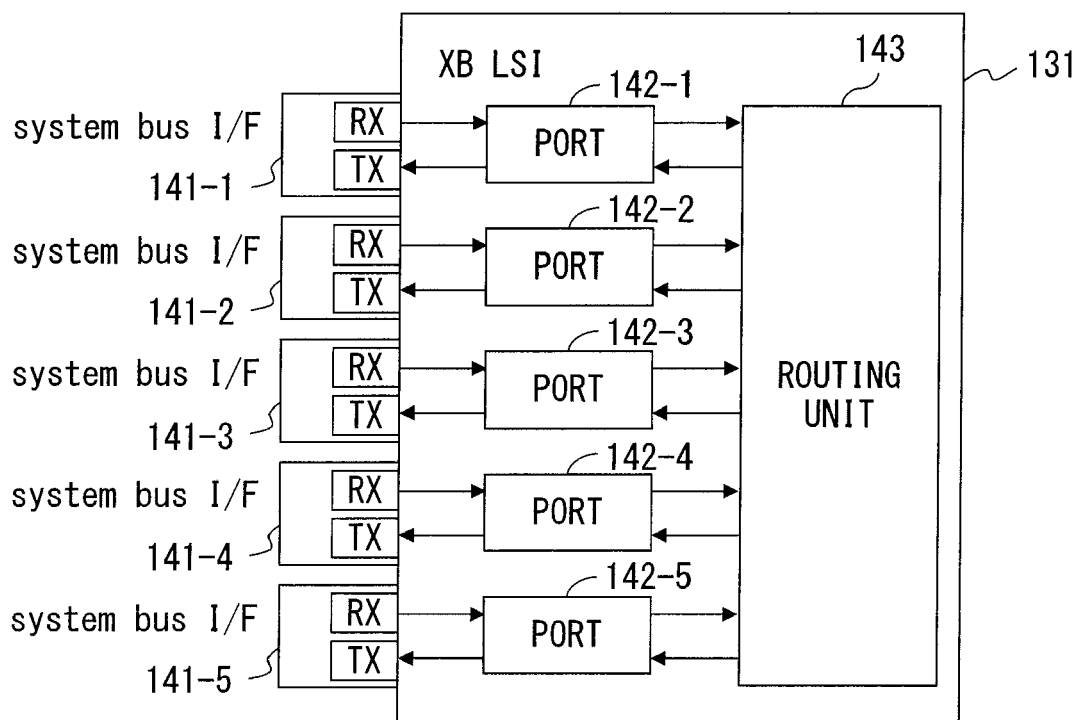 XB LSI
143
131
142-1
system bus I/F
RX
TX
PORT
141-1
142-2
system bus I/F
RX
TX
PORT
141-2
142-3
system bus I/F
RX
TX
PORT
141-3
ROUTING
UNIT
142-4
system bus I/F
RX
TX
PORT
141-4
142-5
system bus I/F
RX
TX
PORT
141-5